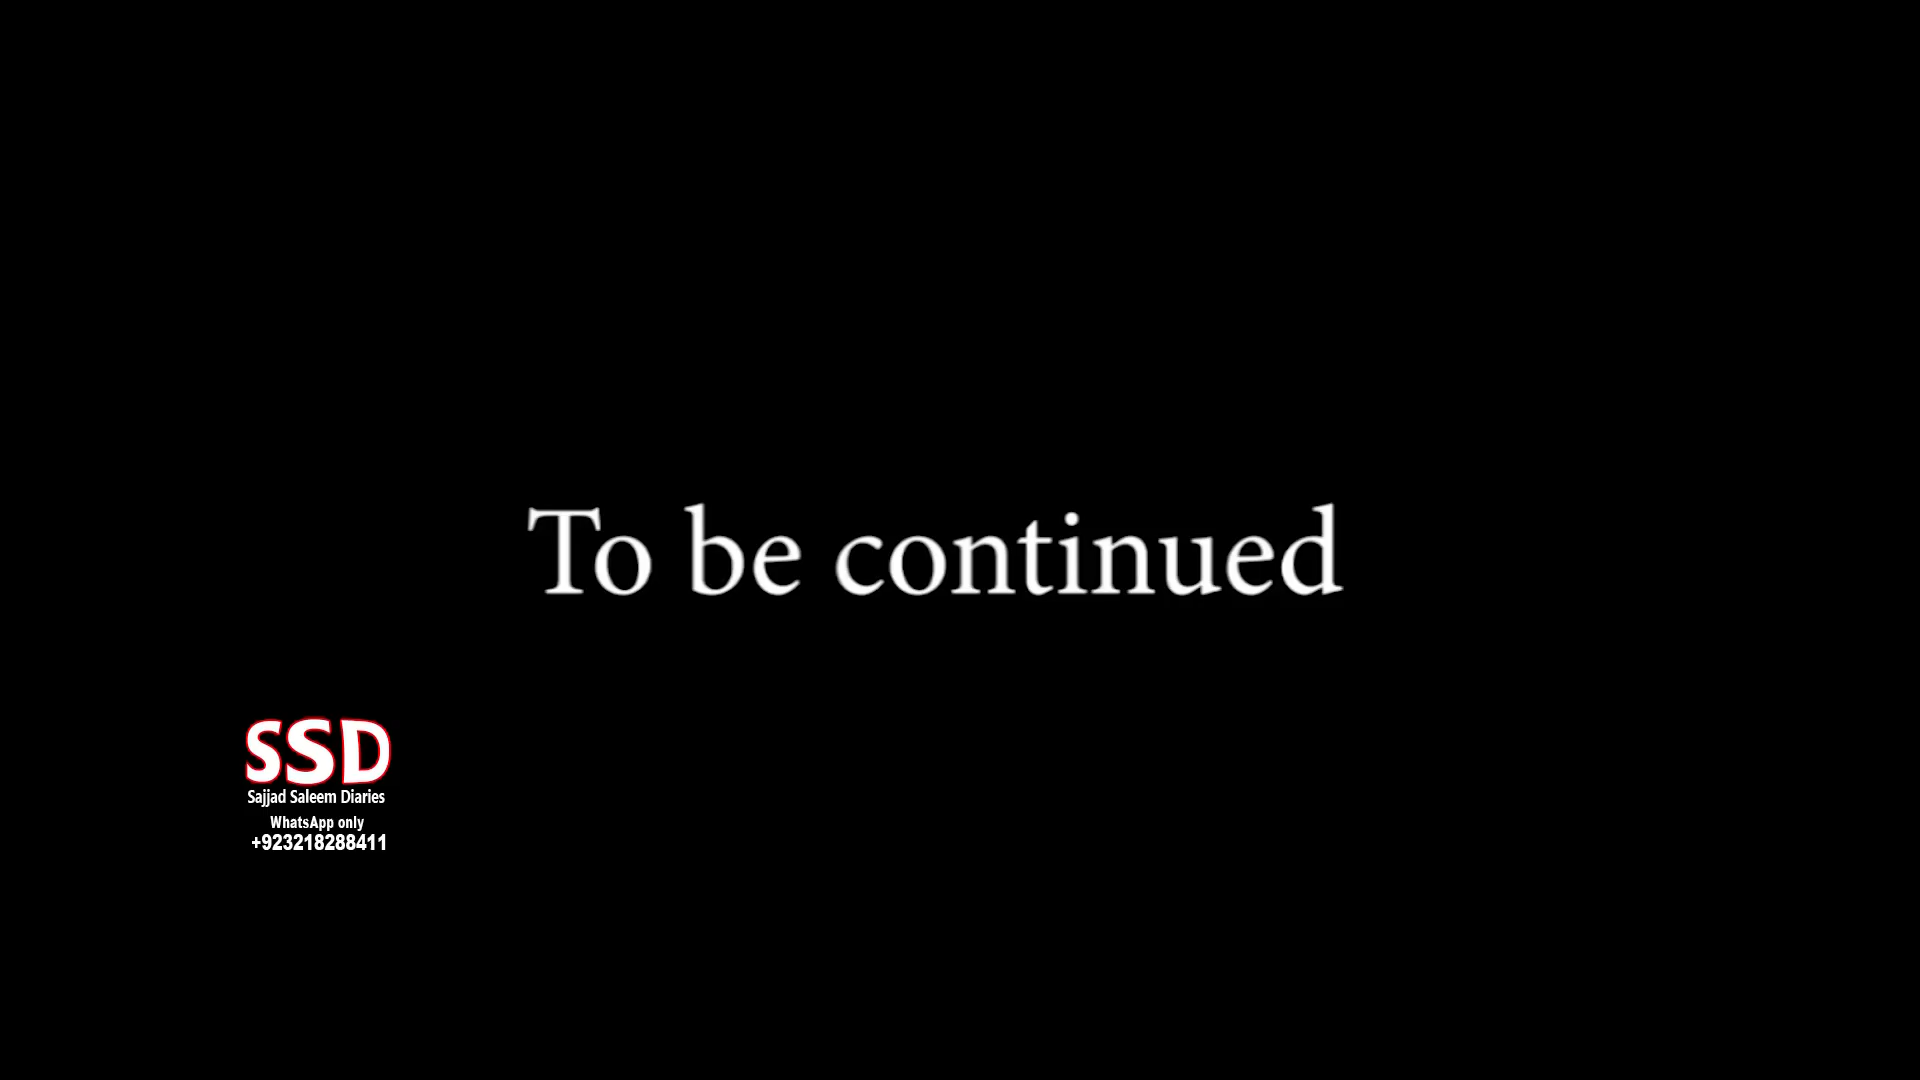 To be continued
SSD
Sajjad Saleem Diaries
WhatsApp only
+923218288411